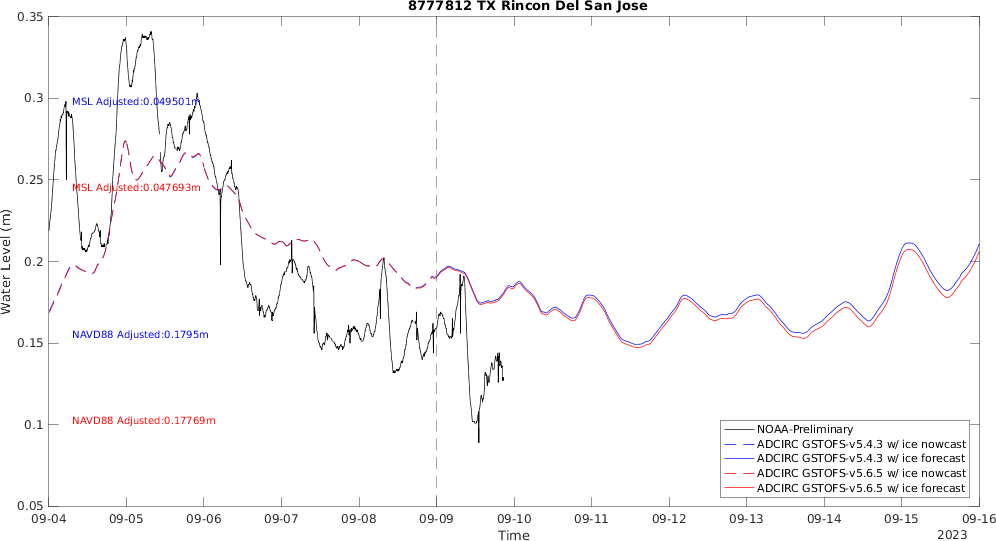 8777812 TX Rincon Del San Jose
0.35
0.3
0.25
0.2
0.15
0.1
0.05
Water Level (m)
MSL Adjusted:0.049501m
MSL Adjusted:0.047693m
NAVD88 Adjusted:0.1795m
NAVD88 Adjusted:0.17769m
NOAA-Preliminary
ADCIRC GSTOFS-v5.4.3 w/ ice nowcast
ADCIRC GSTOFS-v5.4.3 w/ ice forecast
ADCIRC GSTOFS-v5.6.5 w/ ice nowcast
ADCIRC GSTOFS-v5.6.5 w/ ice forecast
09-04 09-05 09-06 09-07 09-08 09-09 09-10 09-11 09-12 09-13 09-14 09-15 09-16
Time
2023